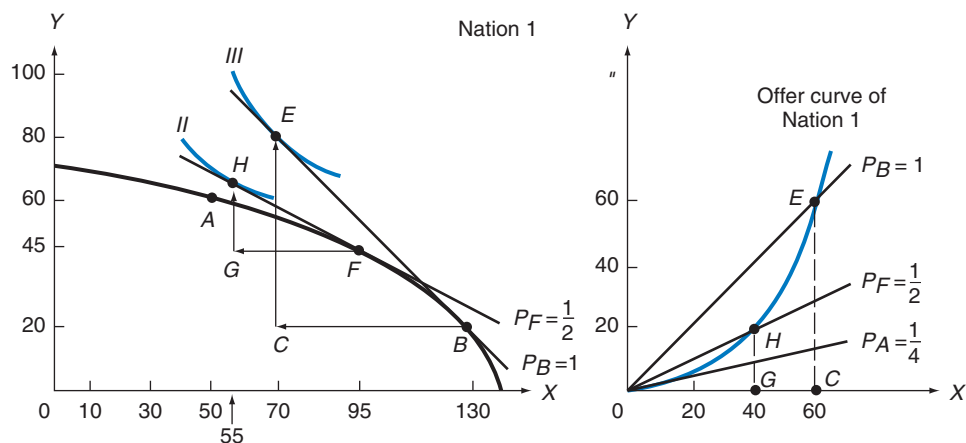 Nation 1
Y
100
80
60
45
20
0 10 30 50 70 95 130
55
X
III
E
II
H
A
G
F
C
B
P_F = 1/2
P_B = 1
Y
"
Offer curve of
Nation 1
60
40
20
0 20 40 60
X
P_B = 1
E
P_F = 1/2
H
P_A = 1/4
G
C